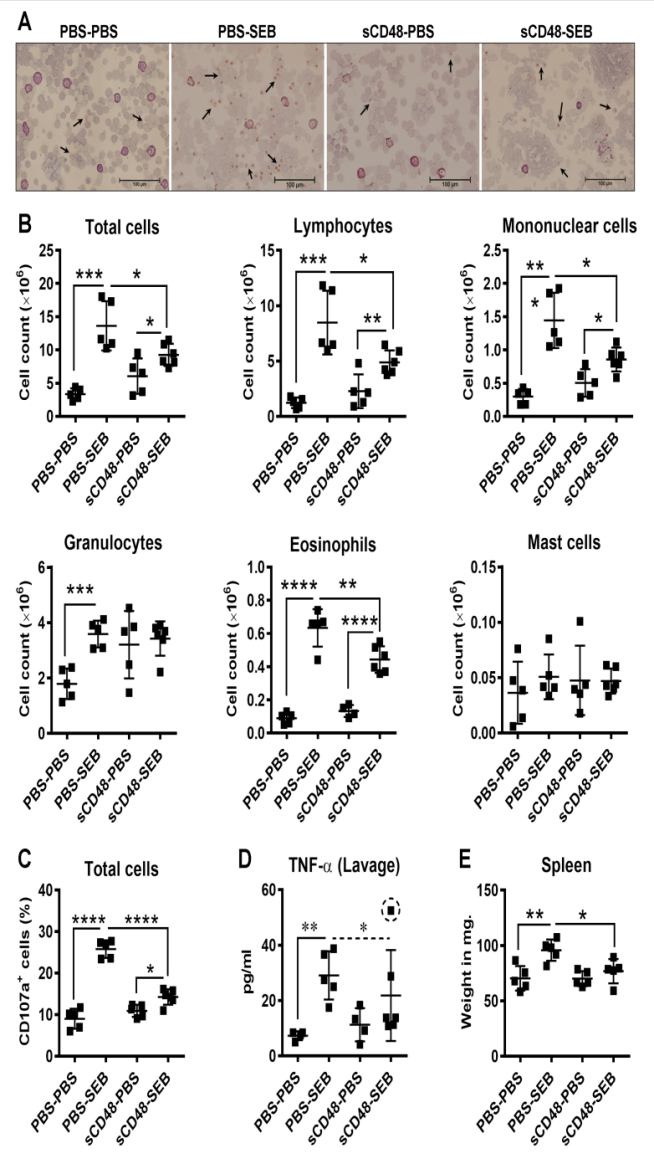 A
PBS-PBS PBS-SEB sCD48-PBS sCD48-SEB
100 μm 100 μm 100 μm 100 μm
B
Total cells
Cell count (×10⁶)
25
20
15
10
5
0
*** *
*
PBS-PBS
PBS-SEB
sCD48-PBS
sCD48-SEB
Lymphocytes
Cell count (×10⁶)
15
10
5
0
*** *
**
PBS-PBS
PBS-SEB
sCD48-PBS
sCD48-SEB
Mononuclear cells
Cell count (×10⁶)
2.5
2.0
1.5
1.0
0.5
0.0
** *
* *
PBS-PBS
PBS-SEB
sCD48-PBS
sCD48-SEB
Granulocytes
Cell count (×10⁶)
6
4
2
0
***
PBS-PBS
PBS-SEB
sCD48-PBS
sCD48-SEB
Eosinophils
Cell count (×10⁶)
1.0
0.8
0.6
0.4
0.2
0.0
**** **
****
PBS-PBS
PBS-SEB
sCD48-PBS
sCD48-SEB
Mast cells
Cell count (×10⁶)
0.15
0.10
0.05
0.00
PBS-PBS
PBS-SEB
sCD48-PBS
sCD48-SEB
C
Total cells
CD107a⁺ cells (%)
40
30
20
10
0
**** ****
*
PBS-PBS
PBS-SEB
sCD48-PBS
sCD48-SEB
D
TNF-α (Lavage)
pg/ml
60
40
20
0
** *
PBS-PBS
PBS-SEB
sCD48-PBS
sCD48-SEB
E
Spleen
Weight in mg.
150
100
50
0
** *
PBS-PBS
PBS-SEB
sCD48-PBS
sCD48-SEB